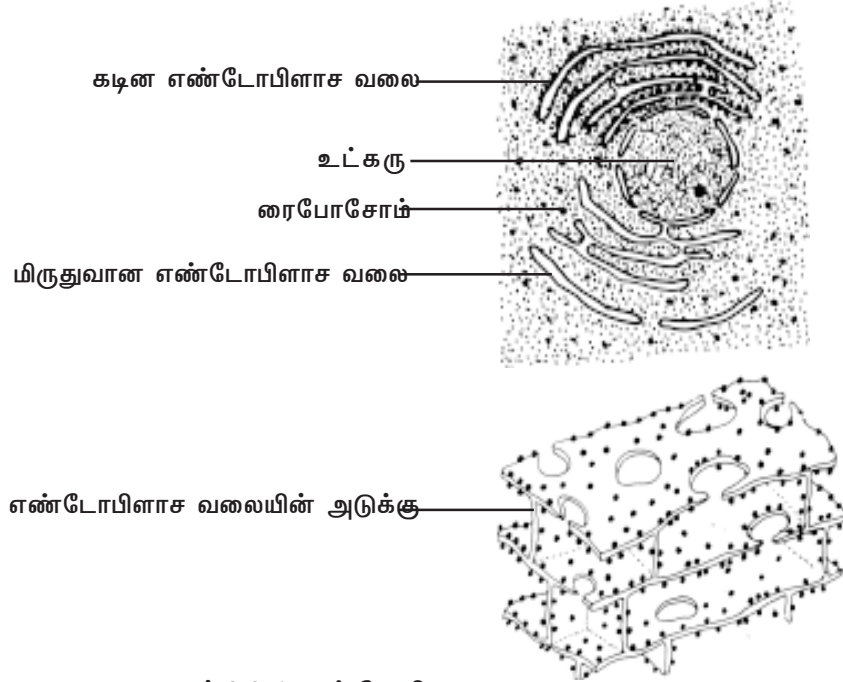 கடின எண்டோபிளாச வலை
உட்கரு
ரைபோசோம்
மிருதுவான எண்டோபிளாச வலை
எண்டோபிளாச வலையின் அடுக்கு